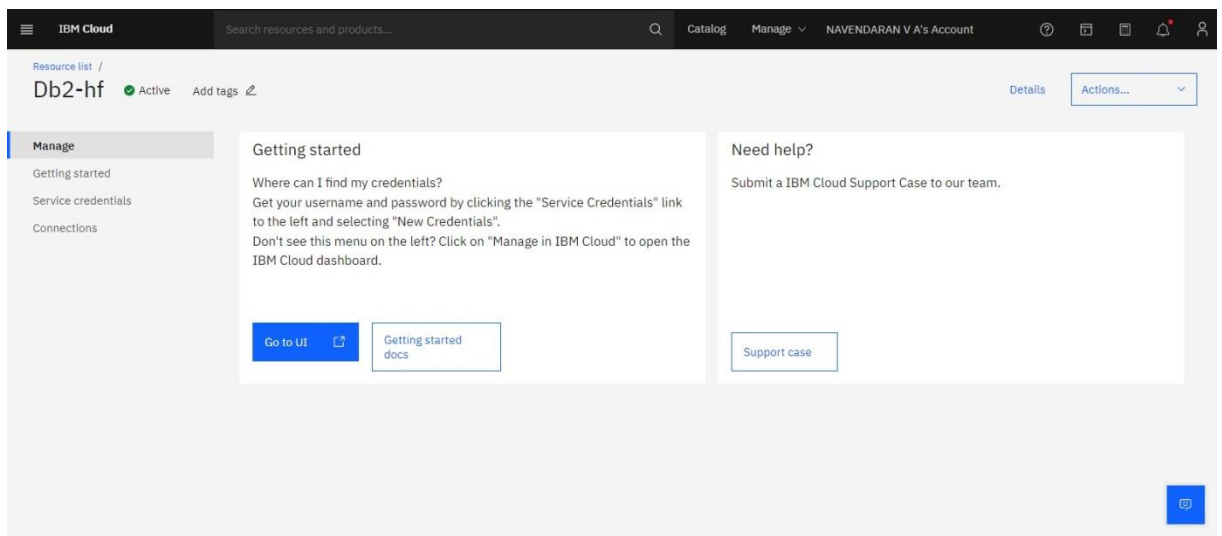 IBM Cloud
Search resources and products...
Catalog
Manage
NAVENDARAN V A's Account
Resource list /
Db2-hf
Active
Add tags
Details
Actions...
Manage
Getting started
Service credentials
Connections
Getting started
Where can I find my credentials?
Get your username and password by clicking the "Service Credentials" link
to the left and selecting "New Credentials".
Don't see this menu on the left? Click on "Manage in IBM Cloud" to open the
IBM Cloud dashboard.
Go to UI
Getting started
docs
Need help?
Submit a IBM Cloud Support Case to our team.
Support case